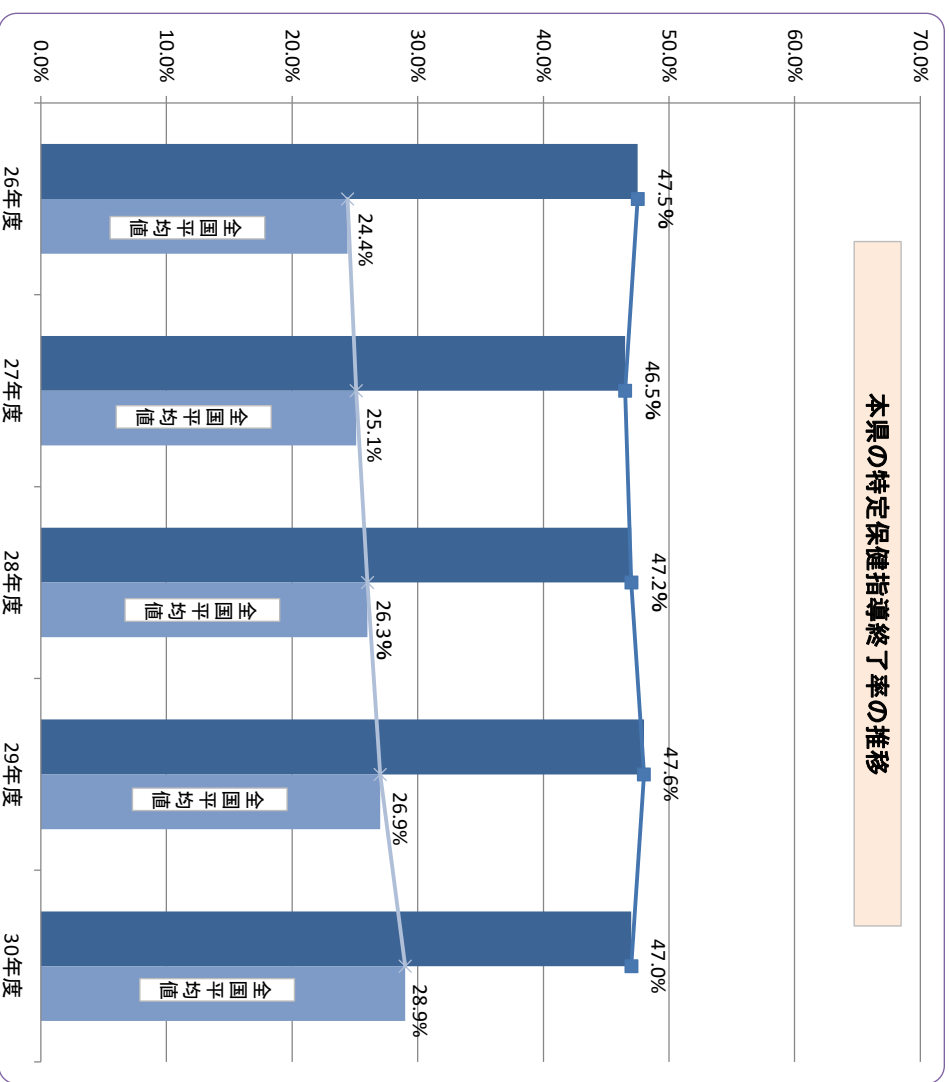 本県の特定保健指導終了率の推移
70.0%
60.0%
50.0%
40.0%
30.0%
20.0%
10.0%
0.0%
47.5%
46.5%
47.2%
47.6%
47.0%
24.4%
25.1%
26.3%
26.9%
28.9%
全国平均値
全国平均値
全国平均値
全国平均値
全国平均値
26年度
27年度
28年度
29年度
30年度